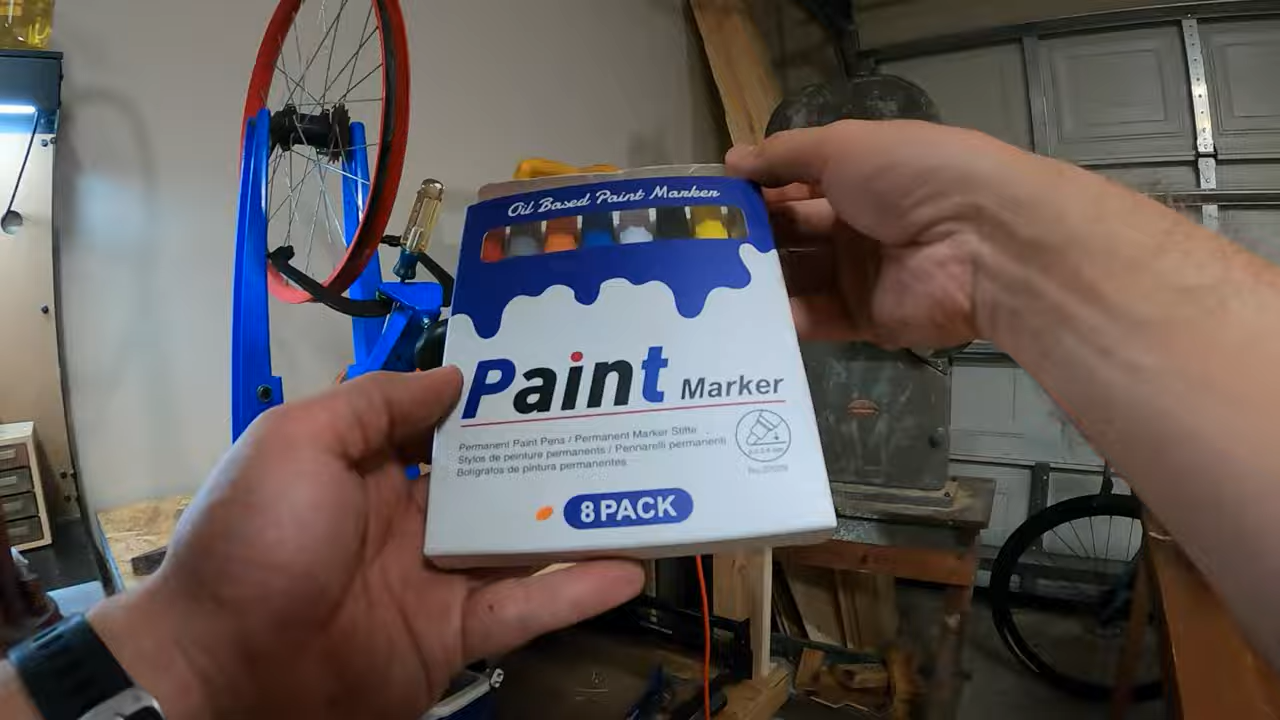 Oil Based Paint Marker
Paint Marker
Permanent Paint Pens / Permanent Marker Stifte
Stylos de peinture permanents / Pennarelli permanenti
Bolígrafos de pintura permanentes
8 PACK